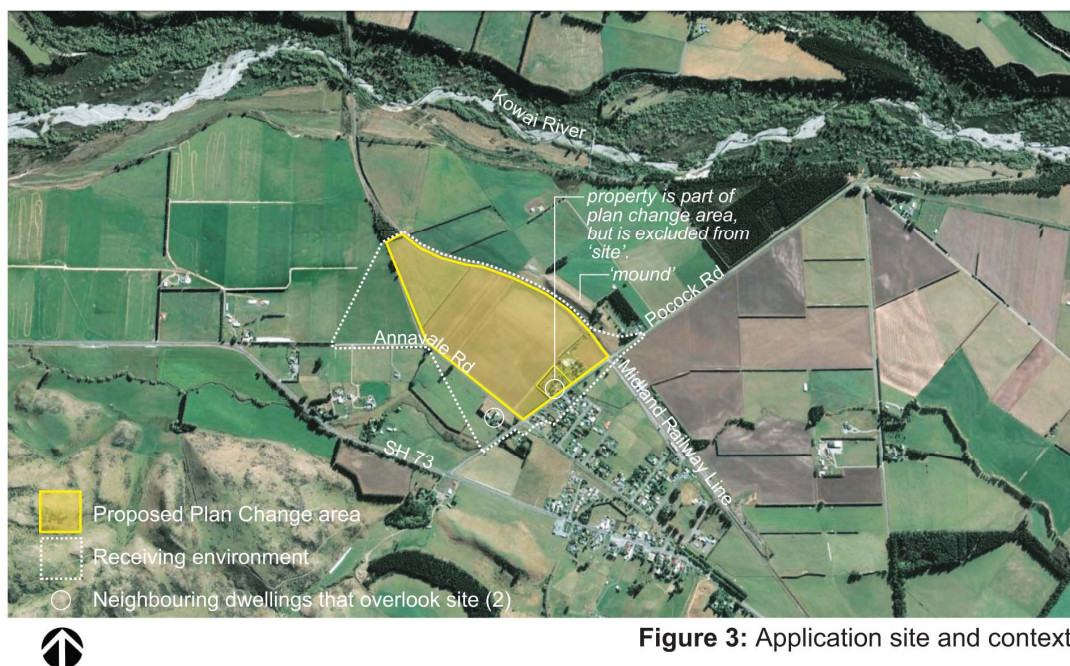 Kowai River
property is part of
plan change area,
but is excluded from
‘site’.
‘mound’
Pocock Rd
Annavale Rd
Midland Railway Line
SH 73
Proposed Plan Change area
Receiving environment
Neighbouring dwellings that overlook site (2)
Figure 3: Application site and context